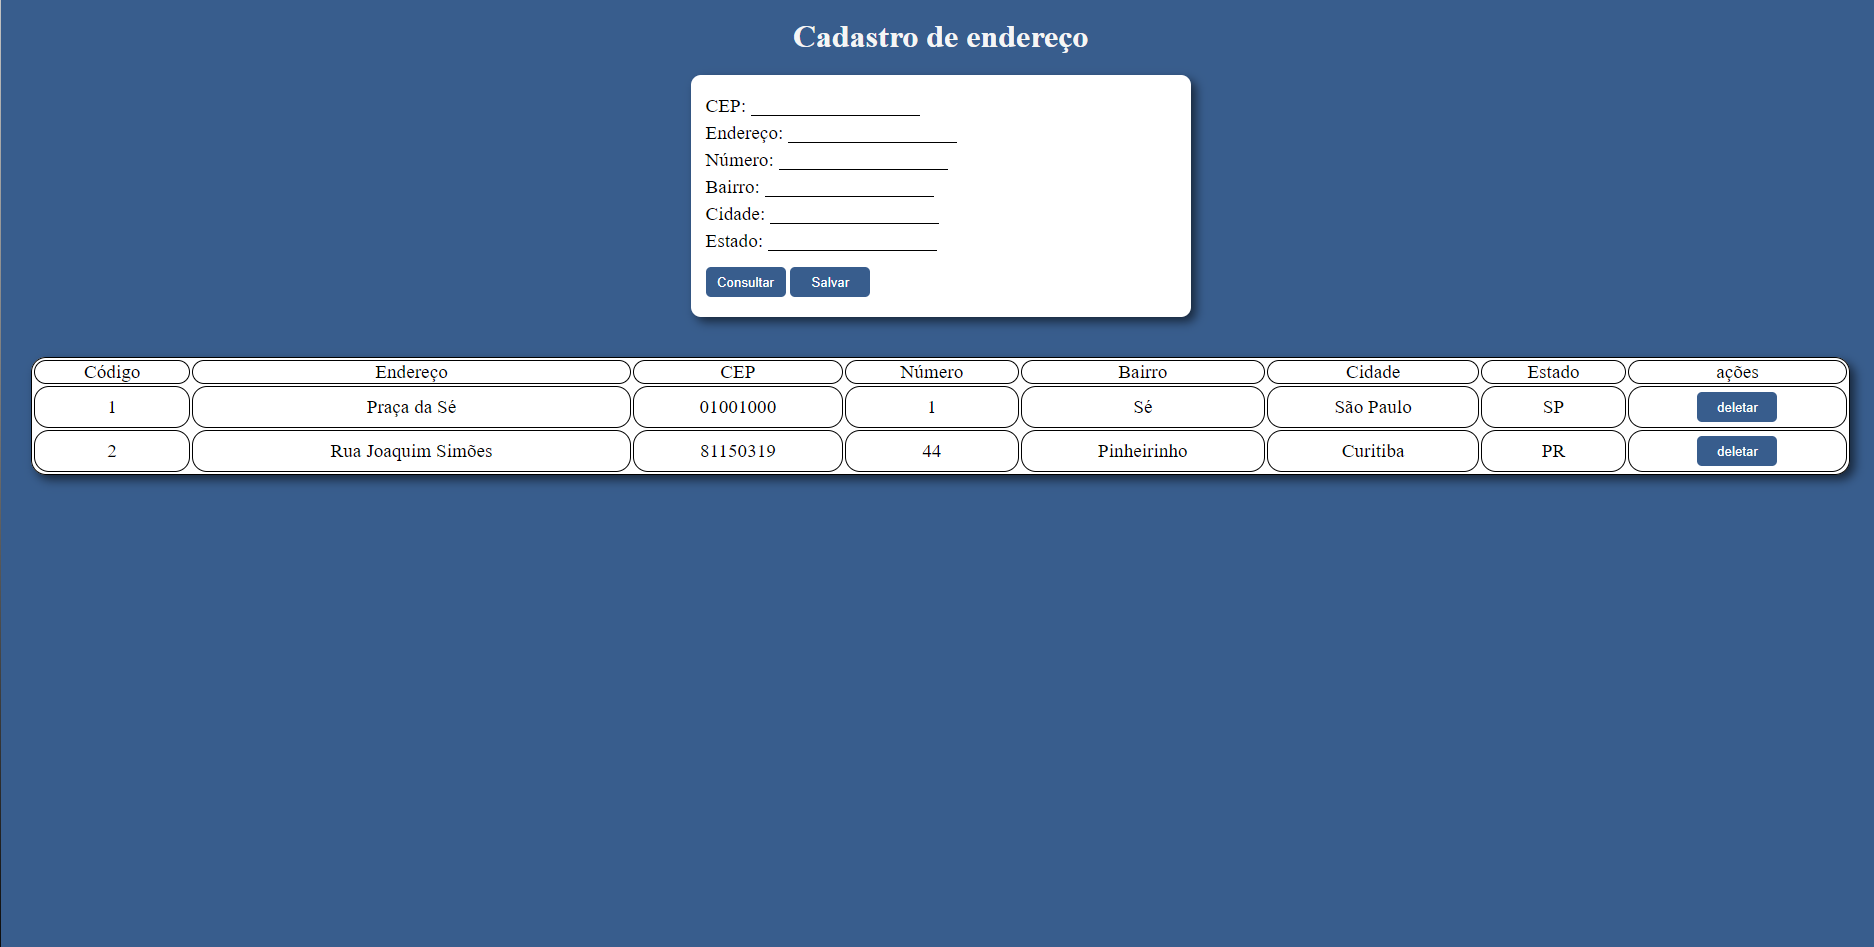 Cadastro de endereço
CEP:
Endereço:
Número:
Bairro:
Cidade:
Estado:
Consultar Salvar
Código Endereço CEP Número Bairro Cidade Estado ações
1 Praça da Sé 01001000 1 Sé São Paulo SP deletar
2 Rua Joaquim Simões 81150319 44 Pinheirinho Curitiba PR deletar